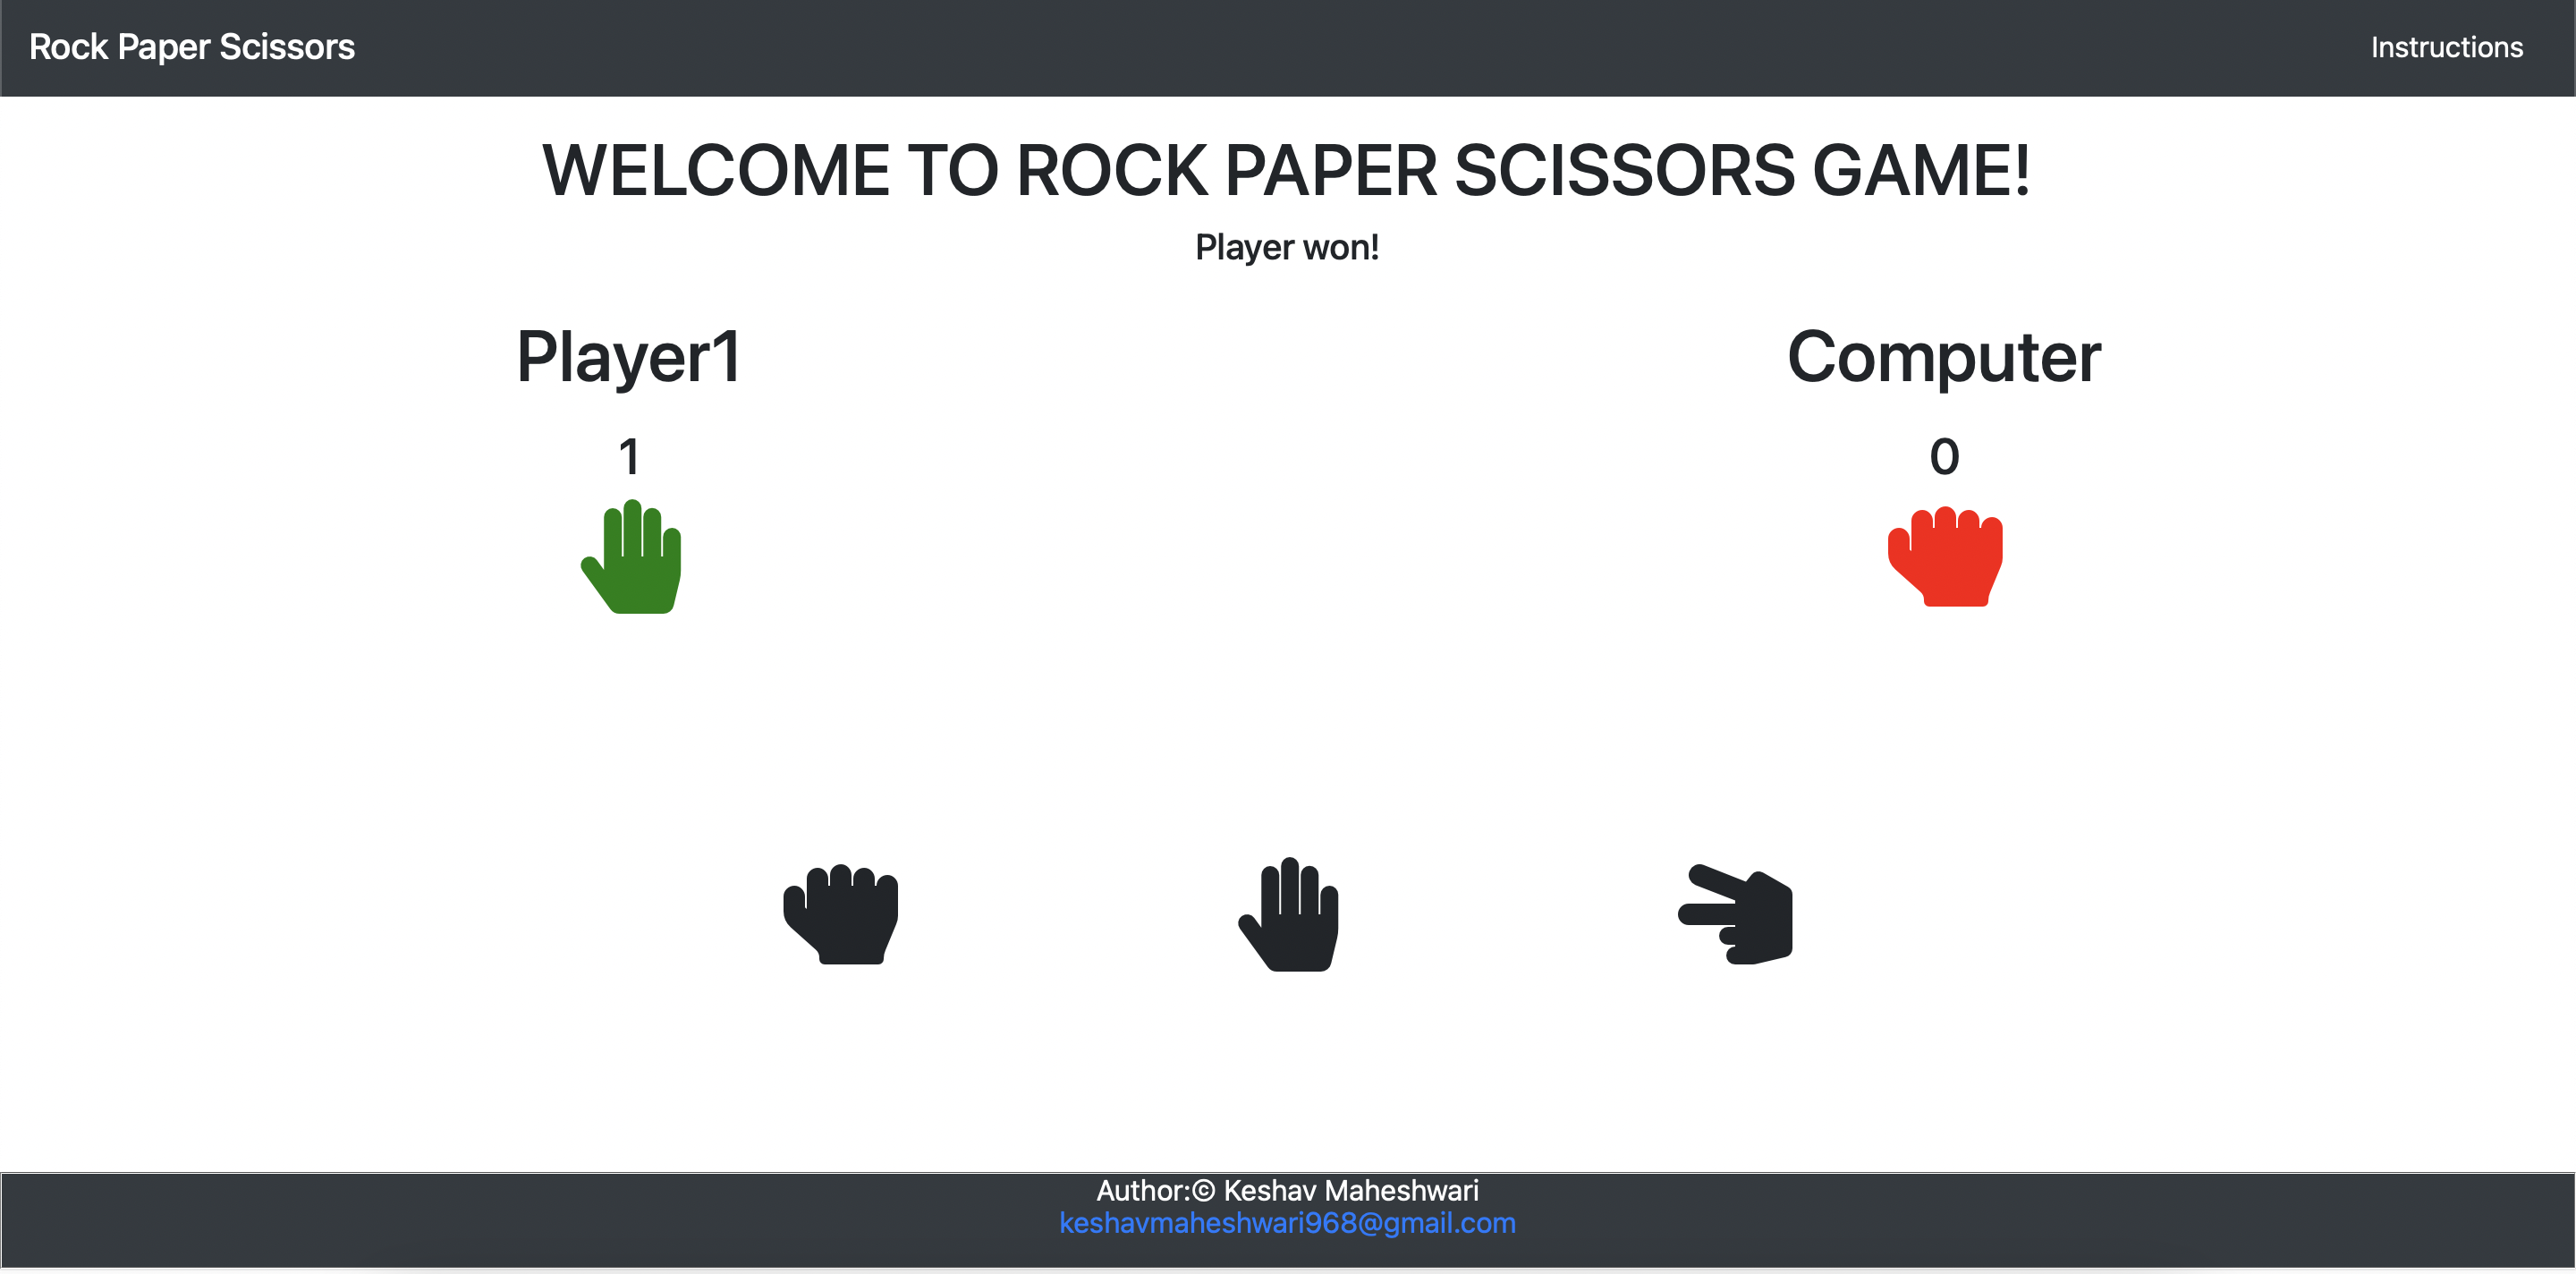 Rock Paper Scissors
Instructions
WELCOME TO ROCK PAPER SCISSORS GAME!
Player won!
Player1
Computer
1
0
Author:© Keshav Maheshwari
keshavmaheshwari968@gmail.com